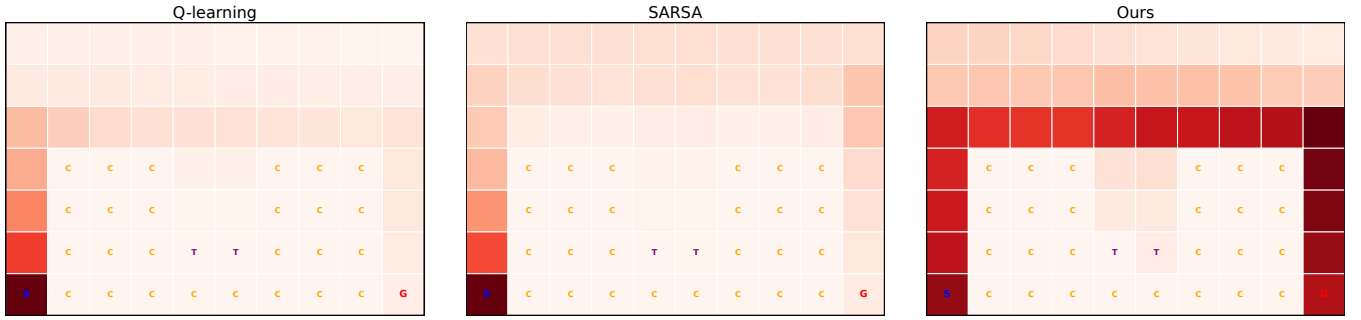 Q-learning SARSA Ours
C C C C C C C C C C C C C C C C C C
C C C C C C C C C C C C C C C C C C
C C C T T C C C C C C T T C C C C C C T T C C C
S C C C C C C C C G S C C C C C C C C G S C C C C C C C C G